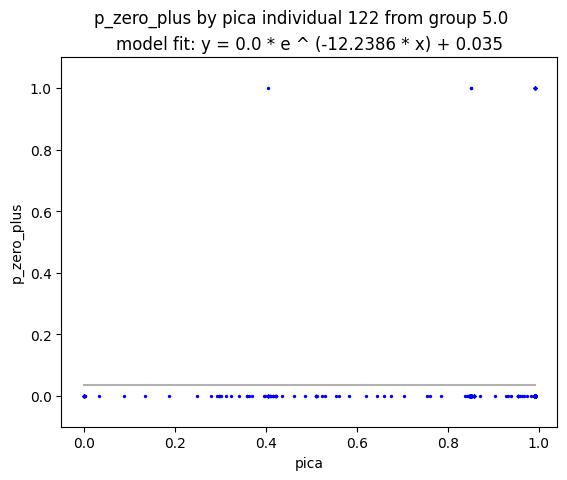 p_zero_plus by pica individual 122 from group 5.0
model fit: y = 0.0 * e ^ (-12.2386 * x) + 0.035
1.0
0.8
0.6
0.4
0.2
0.0
p_zero_plus
0.0 0.2 0.4 0.6 0.8 1.0
pica